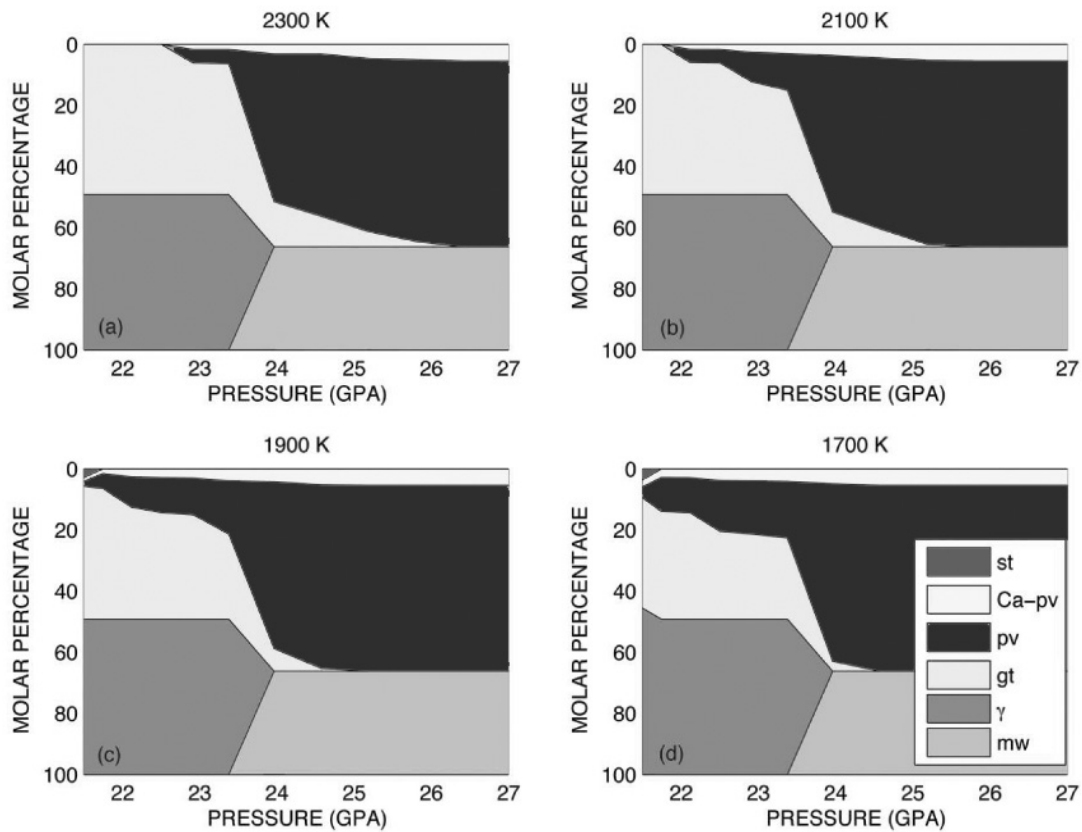 2300 K
MOLAR PERCENTAGE
0
20
40
60
80
100
(a)
22 23 24 25 26 27
PRESSURE (GPA)
2100 K
MOLAR PERCENTAGE
0
20
40
60
80
100
(b)
22 23 24 25 26 27
PRESSURE (GPA)
1900 K
MOLAR PERCENTAGE
0
20
40
60
80
100
(c)
22 23 24 25 26 27
PRESSURE (GPA)
1700 K
MOLAR PERCENTAGE
0
20
40
60
80
100
(d)
st
Ca-pv
pv
gt
γ
mw
22 23 24 25 26 27
PRESSURE (GPA)